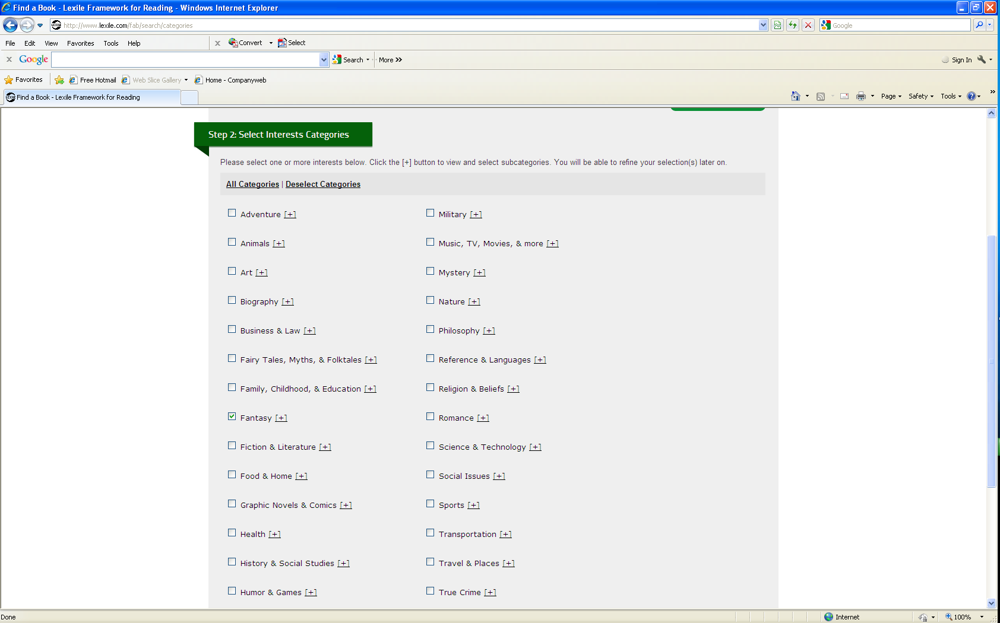 Find a Book - Lexile Framework for Reading - Windows Internet Explorer
LEXILE http://www.lexile.com/fab/search/categories Google
File Edit View Favorites Tools Help x Convert Select
x Google Search More >> Sign In
Favorites Free Hotmail Web Slice Gallery Home - Companyweb
LEXILE Find a Book - Lexile Framework for Reading Page Safety Tools >>
Step 2: Select Interests Categories
Please select one or more interests below. Click the [+] button to view and select subcategories. You will be able to refine your selection(s) later on.
All Categories | Deselect Categories
Adventure [+]
Animals [+]
Art [+]
Biography [+]
Business & Law [+]
Fairy Tales, Myths, & Folktales [+]
Family, Childhood, & Education [+]
Fantasy [+]
Fiction & Literature [+]
Food & Home [+]
Graphic Novels & Comics [+]
Health [+]
History & Social Studies [+]
Humor & Games [+]
Military [+]
Music, TV, Movies, & more [+]
Mystery [+]
Nature [+]
Philosophy [+]
Reference & Languages [+]
Religion & Beliefs [+]
Romance [+]
Science & Technology [+]
Social Issues [+]
Sports [+]
Transportation [+]
Travel & Places [+]
True Crime [+]
Done Internet 100%